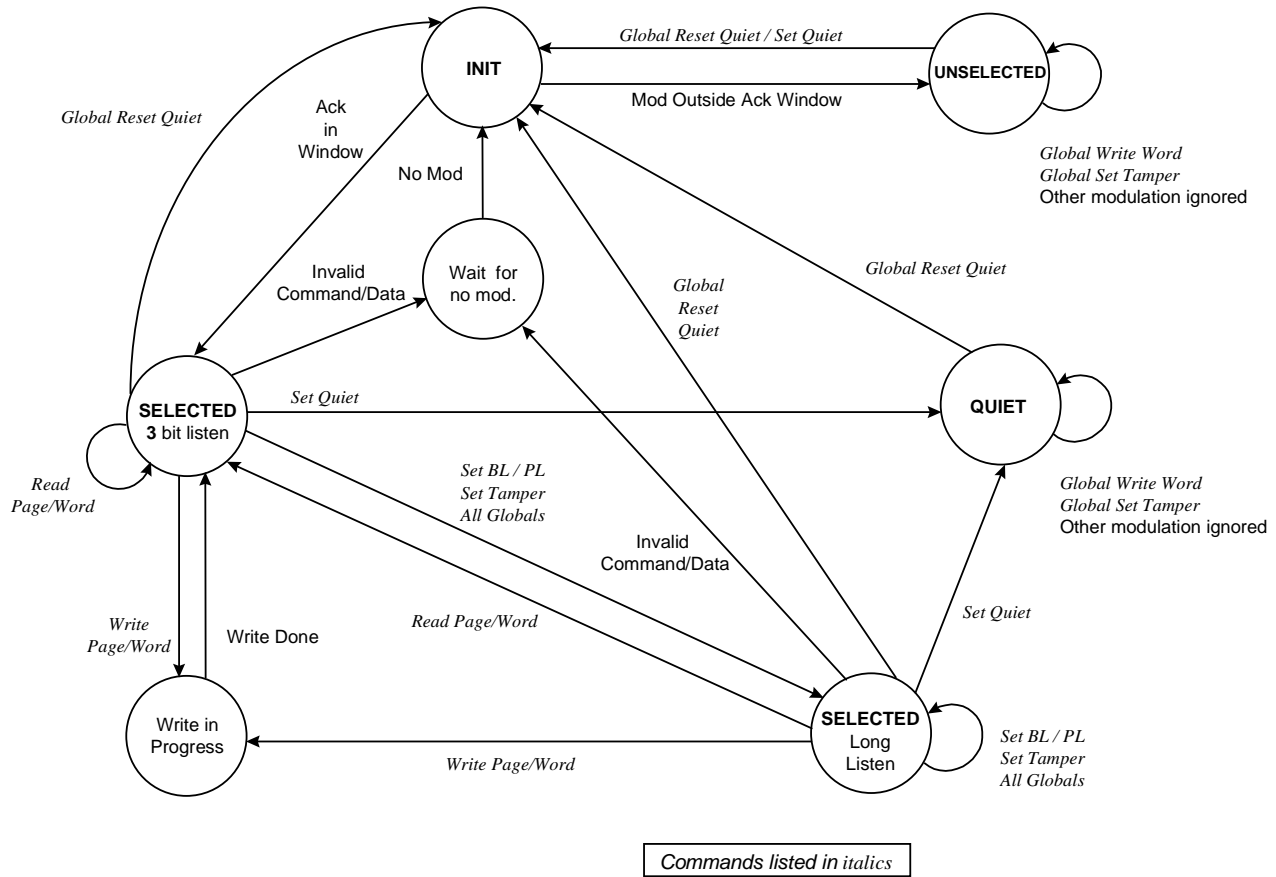 Global Reset Quiet / Set Quiet
INIT
UNSELECTED
Mod Outside Ack Window
Global Reset Quiet
Ack
in
Window
No Mod
Global Write Word
Global Set Tamper
Other modulation ignored
Invalid
Command/Data
Wait for
no mod.
Global
Reset
Quiet
Global Reset Quiet
SELECTED
3 bit listen
Set Quiet
QUIET
Read
Page/Word
Set BL / PL
Set Tamper
All Globals
Global Write Word
Global Set Tamper
Other modulation ignored
Invalid
Command/Data
Write
Page/Word
Write Done
Read Page/Word
Set Quiet
Write in
Progress
SELECTED
Long
Listen
Set BL / PL
Set Tamper
All Globals
Write Page/Word
Commands listed in italics